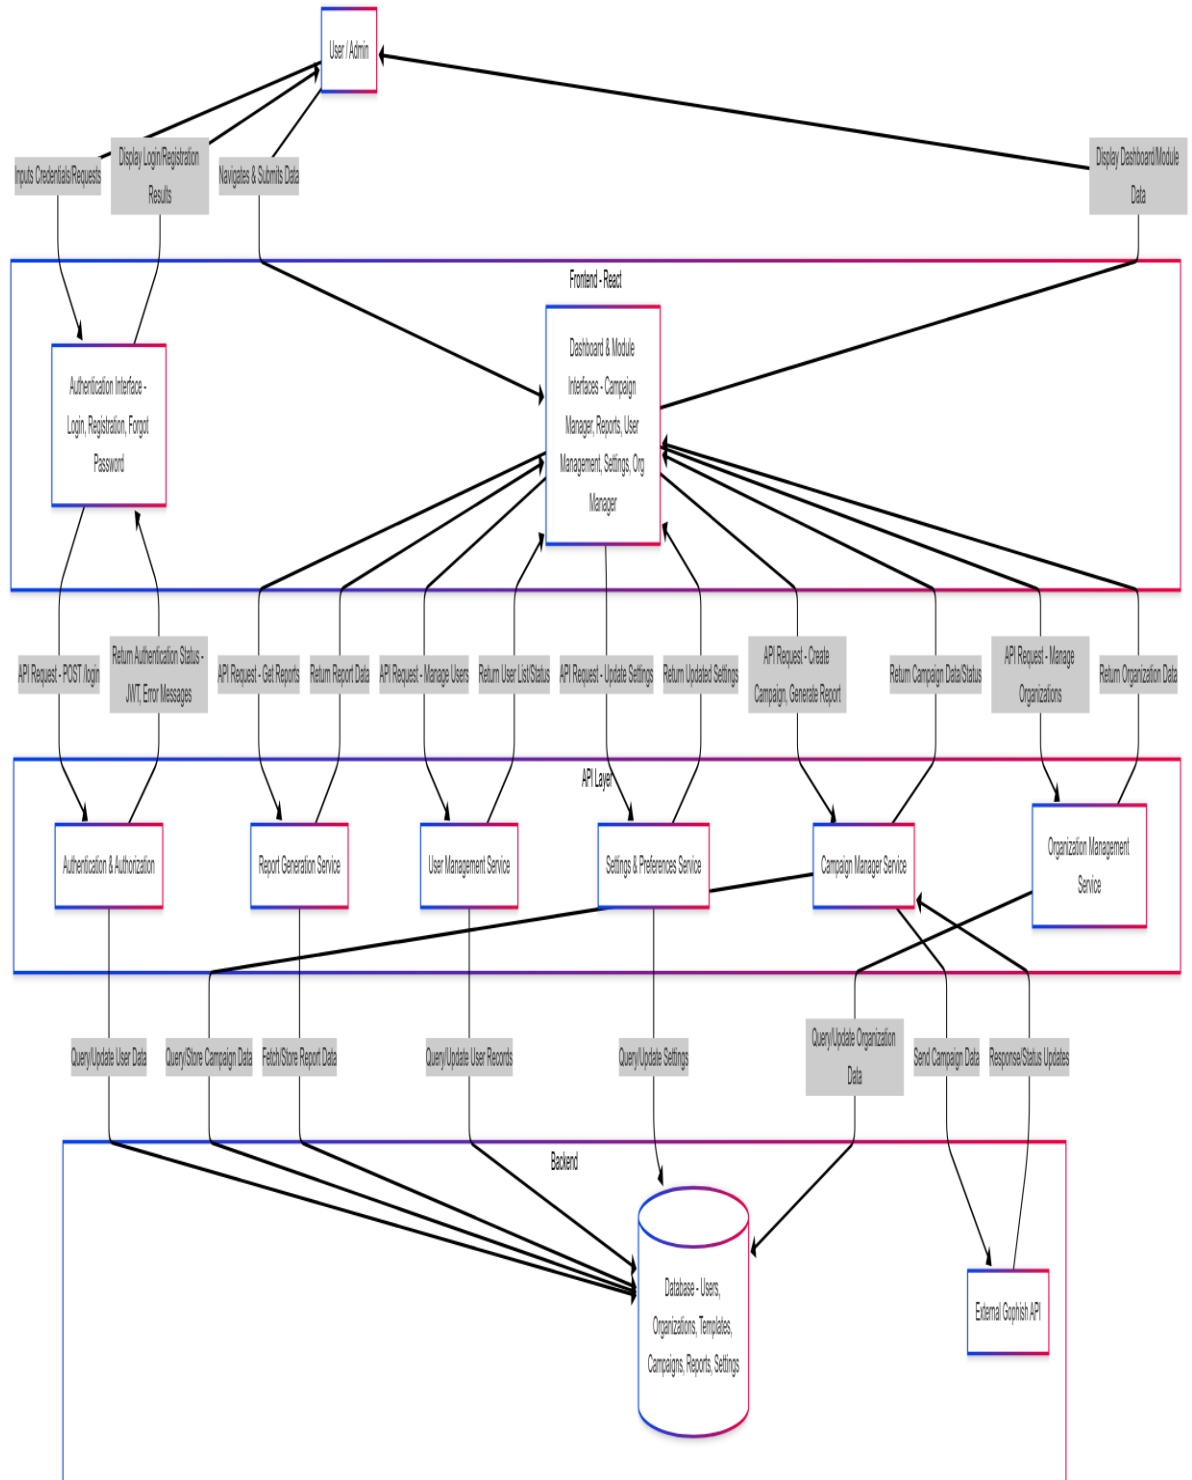 User / Admin
Inputs Credentials/Requests
Display Login/Registration
Results
Navigates & Submits Data
Display Dashboard/Module
Data
Frontend - React
Authentication Interface -
Login, Registration, Forgot
Password
Dashboard & Module
Interfaces - Campaign
Manager, Reports, User
Management, Settings, Org
Manager
API Request - POST /login
Return Authentication Status -
JWT, Error Messages
API Request - Get Reports
Return Report Data
API Request - Manage Users
Return User List/Status
API Request - Update Settings
Return Updated Settings
API Request - Create
Campaign, Generate Report
Return Campaign Data/Status
API Request - Manage
Organizations
Return Organization Data
API Layer
Authentication & Authorization
Report Generation Service
User Management Service
Settings & Preferences Service
Campaign Manager Service
Organization Management
Service
Query/Update User Data
Query/Store Campaign Data
Fetch/Store Report Data
Query/Update User Records
Query/Update Settings
Query/Update Organization
Data
Send Campaign Data
Response/Status Updates
Backend
Database - Users,
Organizations, Templates,
Campaigns, Reports, Settings
External Gophish API